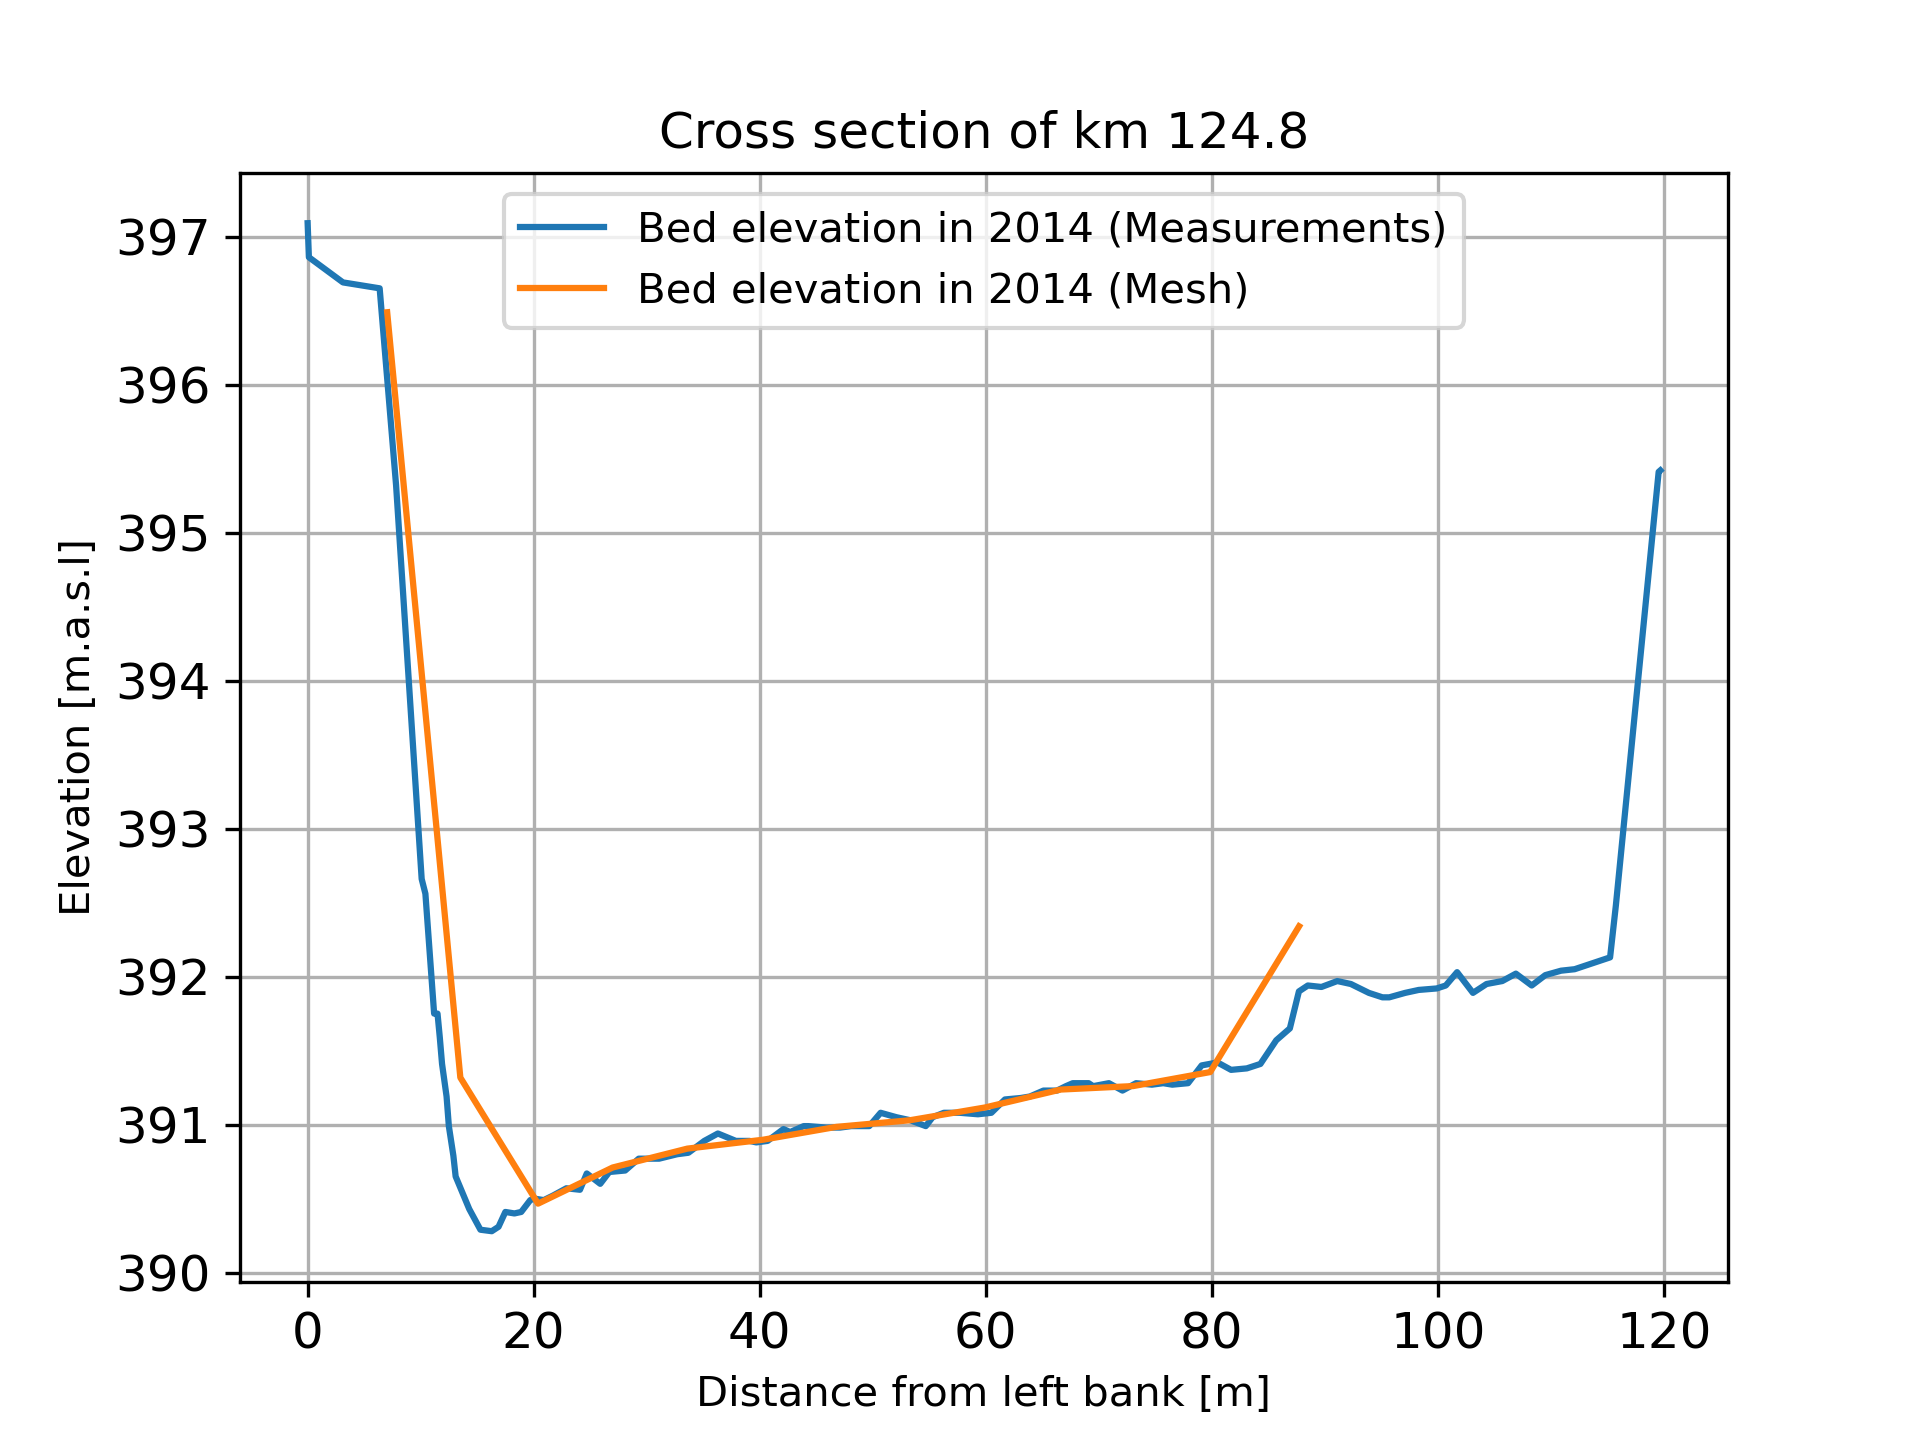 Cross section of km 124.8
Bed elevation in 2014 (Measurements)
Bed elevation in 2014 (Mesh)
Elevation [m.a.s.l]
397
396
395
394
393
392
391
390
0 20 40 60 80 100 120
Distance from left bank [m]